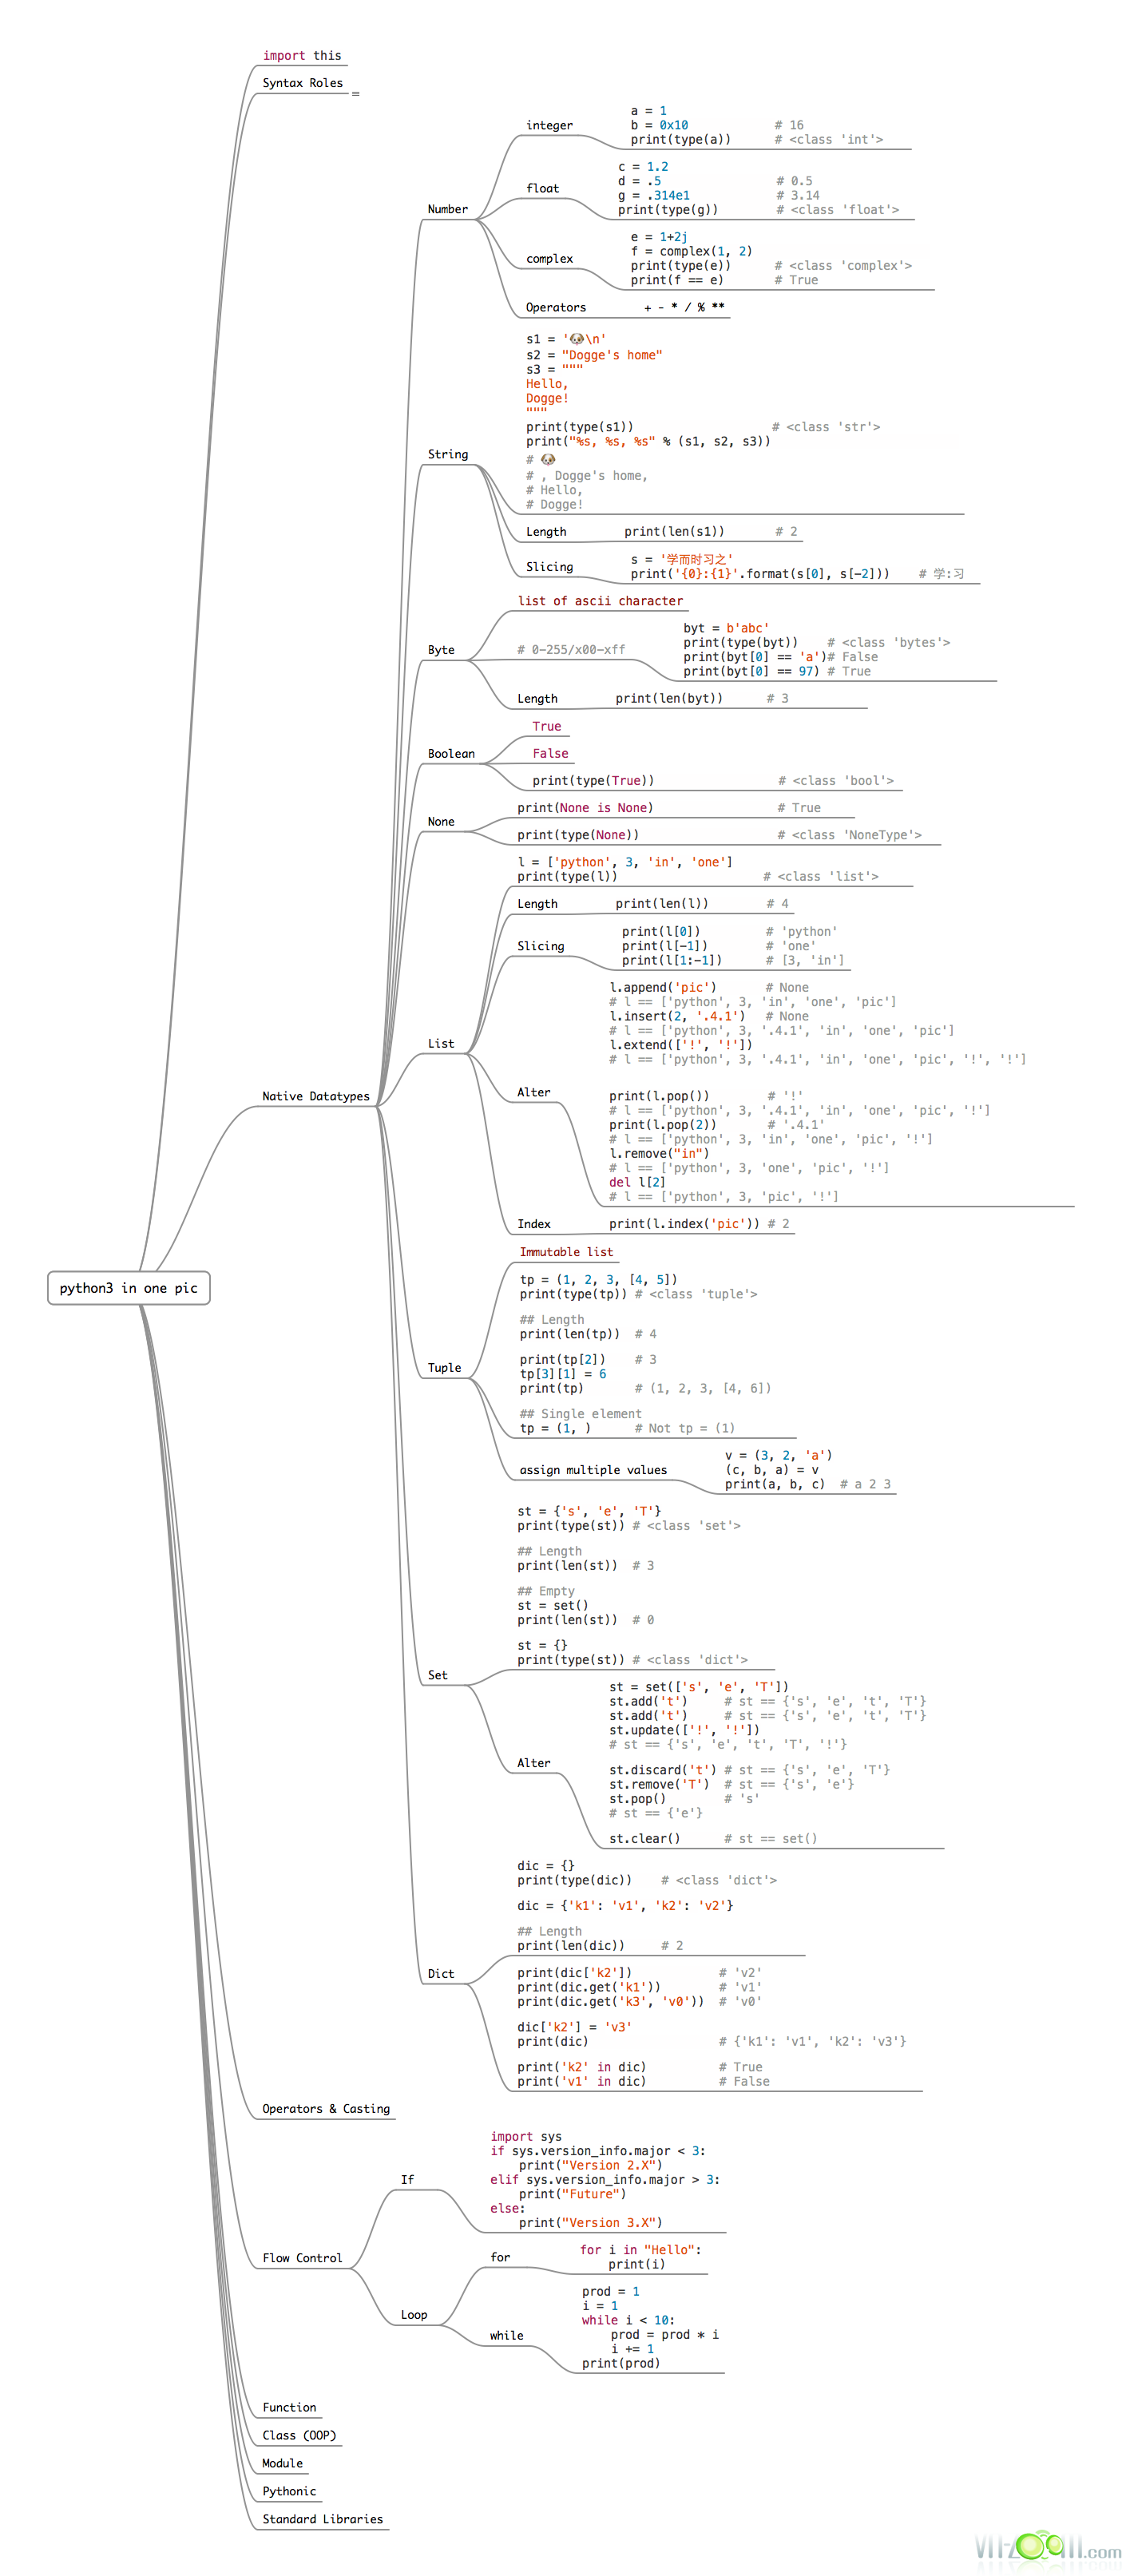 import this
Syntax Roles
=
Number
integer
a = 1
b = 0x10 # 16
print(type(a)) # <class 'int'>
float
c = 1.2
d = .5 # 0.5
g = .314e1 # 3.14
print(type(g)) # <class 'float'>
complex
e = 1+2j
f = complex(1, 2)
print(type(e)) # <class 'complex'>
print(f == e) # True
Operators + - * / % **
String
s1 = '🐶\n'
s2 = "Dogge's home"
s3 = """
Hello,
Dogge!
"""
print(type(s1)) # <class 'str'>
print("%s, %s, %s" % (s1, s2, s3))
# 🐶
# , Dogge's home,
# Hello,
# Dogge!
Length print(len(s1)) # 2
Slicing
s = '学而时习之'
print('{0}:{1}'.format(s[0], s[-2])) # 学:习
Byte
list of ascii character
# 0-255/x00-xff
byt = b'abc'
print(type(byt)) # <class 'bytes'>
print(byt[0] == 'a')# False
print(byt[0] == 97) # True
Length print(len(byt)) # 3
Boolean
True
False
print(type(True)) # <class 'bool'>
None
print(None is None) # True
print(type(None)) # <class 'NoneType'>
List
l = ['python', 3, 'in', 'one']
print(type(l)) # <class 'list'>
Length print(len(l)) # 4
Slicing
print(l[0]) # 'python'
print(l[-1]) # 'one'
print(l[1:-1]) # [3, 'in']
Alter
l.append('pic') # None
# l == ['python', 3, 'in', 'one', 'pic']
l.insert(2, '.4.1') # None
# l == ['python', 3, '.4.1', 'in', 'one', 'pic']
l.extend(['!', '!'])
# l == ['python', 3, '.4.1', 'in', 'one', 'pic', '!', '!']
print(l.pop()) # '!'
# l == ['python', 3, '.4.1', 'in', 'one', 'pic', '!']
print(l.pop(2)) # '.4.1'
# l == ['python', 3, 'in', 'one', 'pic', '!']
l.remove("in")
# l == ['python', 3, 'one', 'pic', '!']
del l[2]
# l == ['python', 3, 'pic', '!']
Index print(l.index('pic')) # 2
Native Datatypes
python3 in one pic
Tuple
Immutable list
tp = (1, 2, 3, [4, 5])
print(type(tp)) # <class 'tuple'>
## Length
print(len(tp)) # 4
print(tp[2]) # 3
tp[3][1] = 6
print(tp) # (1, 2, 3, [4, 6])
## Single element
tp = (1, ) # Not tp = (1)
assign multiple values
v = (3, 2, 'a')
(c, b, a) = v
print(a, b, c) # a 2 3
Set
st = {'s', 'e', 'T'}
print(type(st)) # <class 'set'>
## Length
print(len(st)) # 3
## Empty
st = set()
print(len(st)) # 0
st = {}
print(type(st)) # <class 'dict'>
Alter
st = set(['s', 'e', 'T'])
st.add('t') # st == {'s', 'e', 't', 'T'}
st.add('t') # st == {'s', 'e', 't', 'T'}
st.update(['!', '!'])
# st == {'s', 'e', 't', 'T', '!'}
st.discard('t') # st == {'s', 'e', 'T'}
st.remove('T') # st == {'s', 'e'}
st.pop() # 's'
# st == {'e'}
st.clear() # st == set()
Dict
dic = {}
print(type(dic)) # <class 'dict'>
dic = {'k1': 'v1', 'k2': 'v2'}
## Length
print(len(dic)) # 2
print(dic['k2']) # 'v2'
print(dic.get('k1')) # 'v1'
print(dic.get('k3', 'v0')) # 'v0'
dic['k2'] = 'v3'
print(dic) # {'k1': 'v1', 'k2': 'v3'}
print('k2' in dic) # True
print('v1' in dic) # False
Operators & Casting
Flow Control
If
import sys
if sys.version_info.major < 3:
print("Version 2.X")
elif sys.version_info.major > 3:
print("Future")
else:
print("Version 3.X")
Loop
for
for i in "Hello":
print(i)
while
prod = 1
i = 1
while i < 10:
prod = prod * i
i += 1
print(prod)
Function
Class (OOP)
Module
Pythonic
Standard Libraries